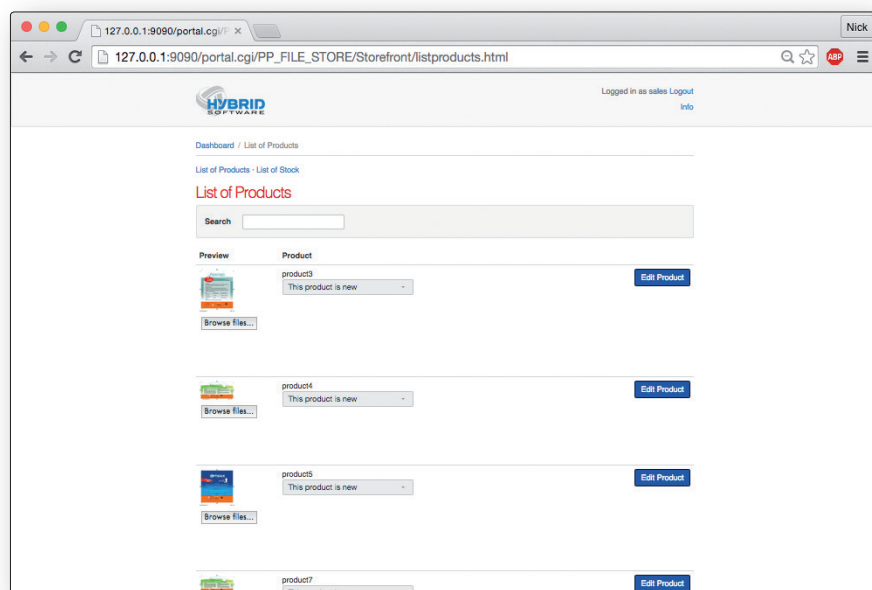 127.0.0.1:9090/portal.cgi/P
Nick
127.0.0.1:9090/portal.cgi/PP_FILE_STORE/Storefront/listproducts.html
ABP
HYBRID
SOFTWARE
Logged in as sales Logout
Info
Dashboard / List of Products
List of Products - List of Stock
List of Products
Search
Preview Product
product3
This product is new
Edit Product
Browse files...
product4
This product is new
Edit Product
Browse files...
product5
This product is new
Edit Product
Browse files...
product7
Edit Product